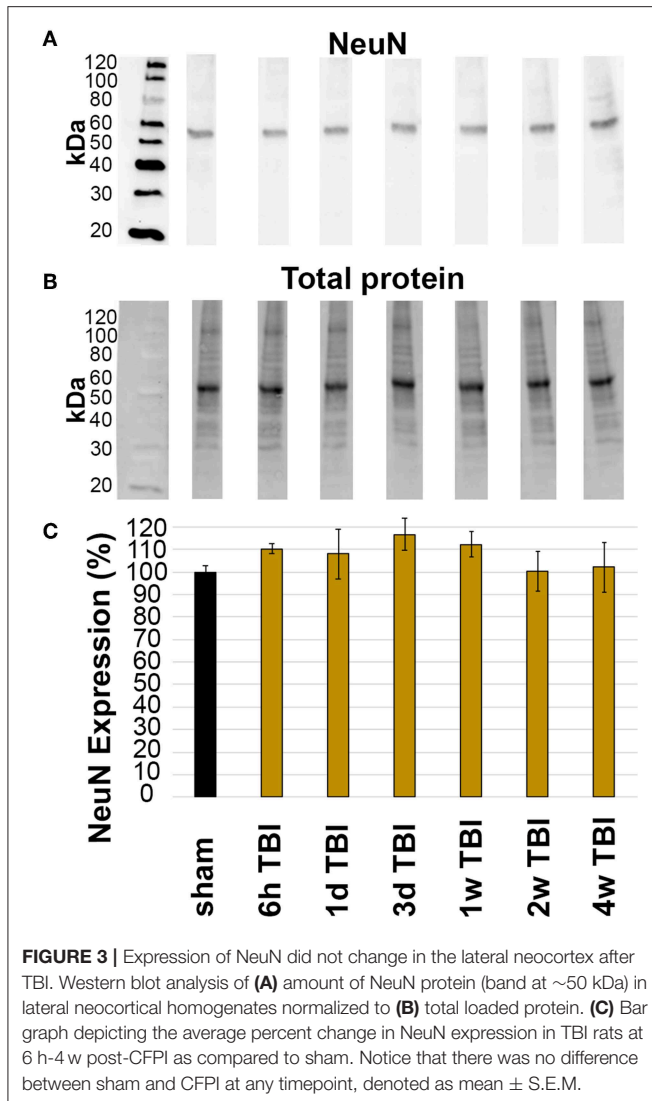 A
NeuN
120
100
80
60
50
40
30
20
kDa
B
Total protein
120
100
80
60
50
40
30
20
kDa
C
120
110
100
90
80
70
60
50
40
30
20
10
0
NeuN Expression (%)
sham
6h TBI
1d TBI
3d TBI
1w TBI
2w TBI
4w TBI
FIGURE 3 | Expression of NeuN did not change in the lateral neocortex after
TBI. Western blot analysis of (A) amount of NeuN protein (band at ~50 kDa) in
lateral neocortical homogenates normalized to (B) total loaded protein. (C) Bar
graph depicting the average percent change in NeuN expression in TBI rats at
6 h-4 w post-CFPI as compared to sham. Notice that there was no difference
between sham and CFPI at any timepoint, denoted as mean ± S.E.M.